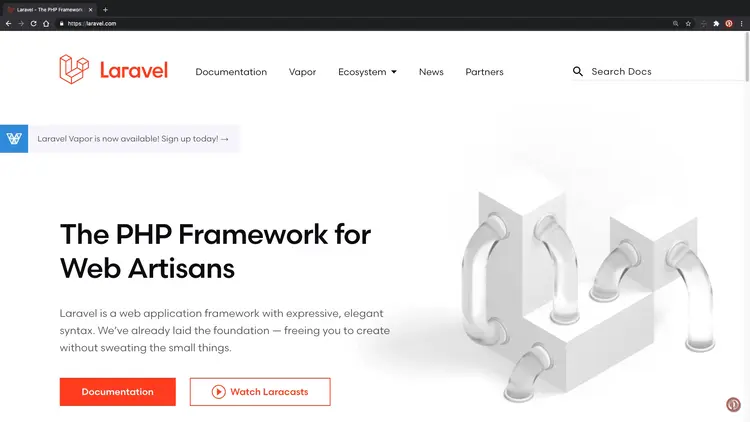 Laravel - The PHP Framework
https://laravel.com
Laravel
Documentation
Vapor
Ecosystem
News
Partners
Search Docs
Laravel Vapor is now available! Sign up today! →
The PHP Framework for
Web Artisans
Laravel is a web application framework with expressive, elegant
syntax. We’ve already laid the foundation — freeing you to create
without sweating the small things.
Documentation
Watch Laracasts